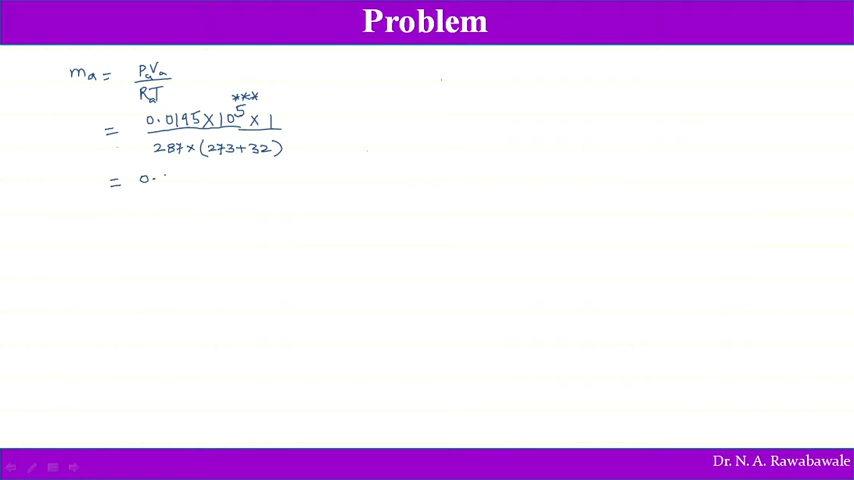 Problem
ma = PaVa / RaT
***
= 0.0195 × 10^5 × 1 / 287 × (273 + 32)
= 0.
Dr. N. A. Rawabawale